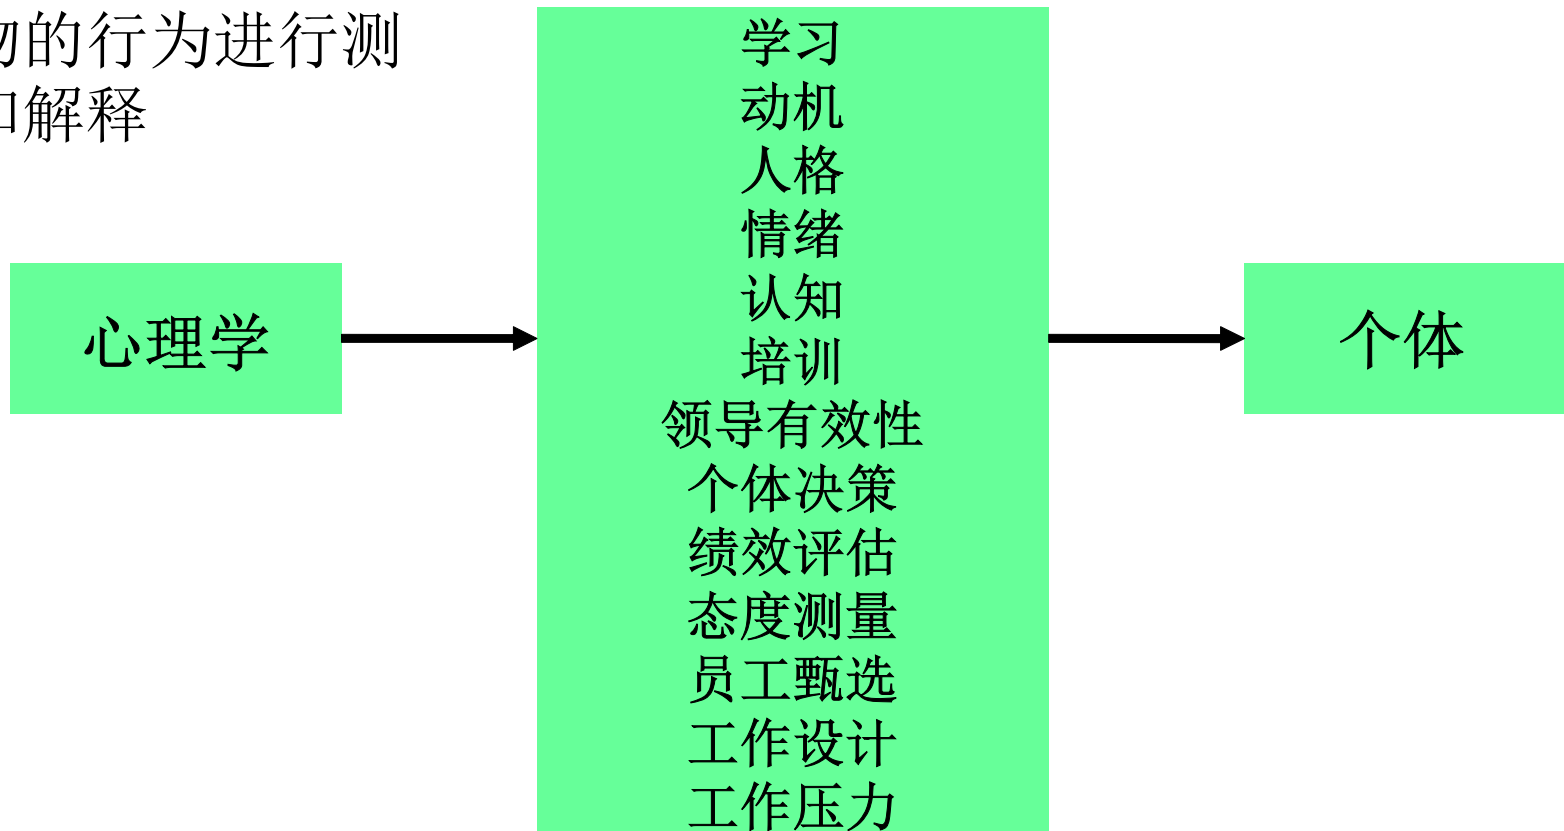 物的行为进行测
和解释
心理学
学习
动机
人格
情绪
认知
培训
领导有效性
个体决策
绩效评估
态度测量
员工甄选
工作设计
工作压力
个体